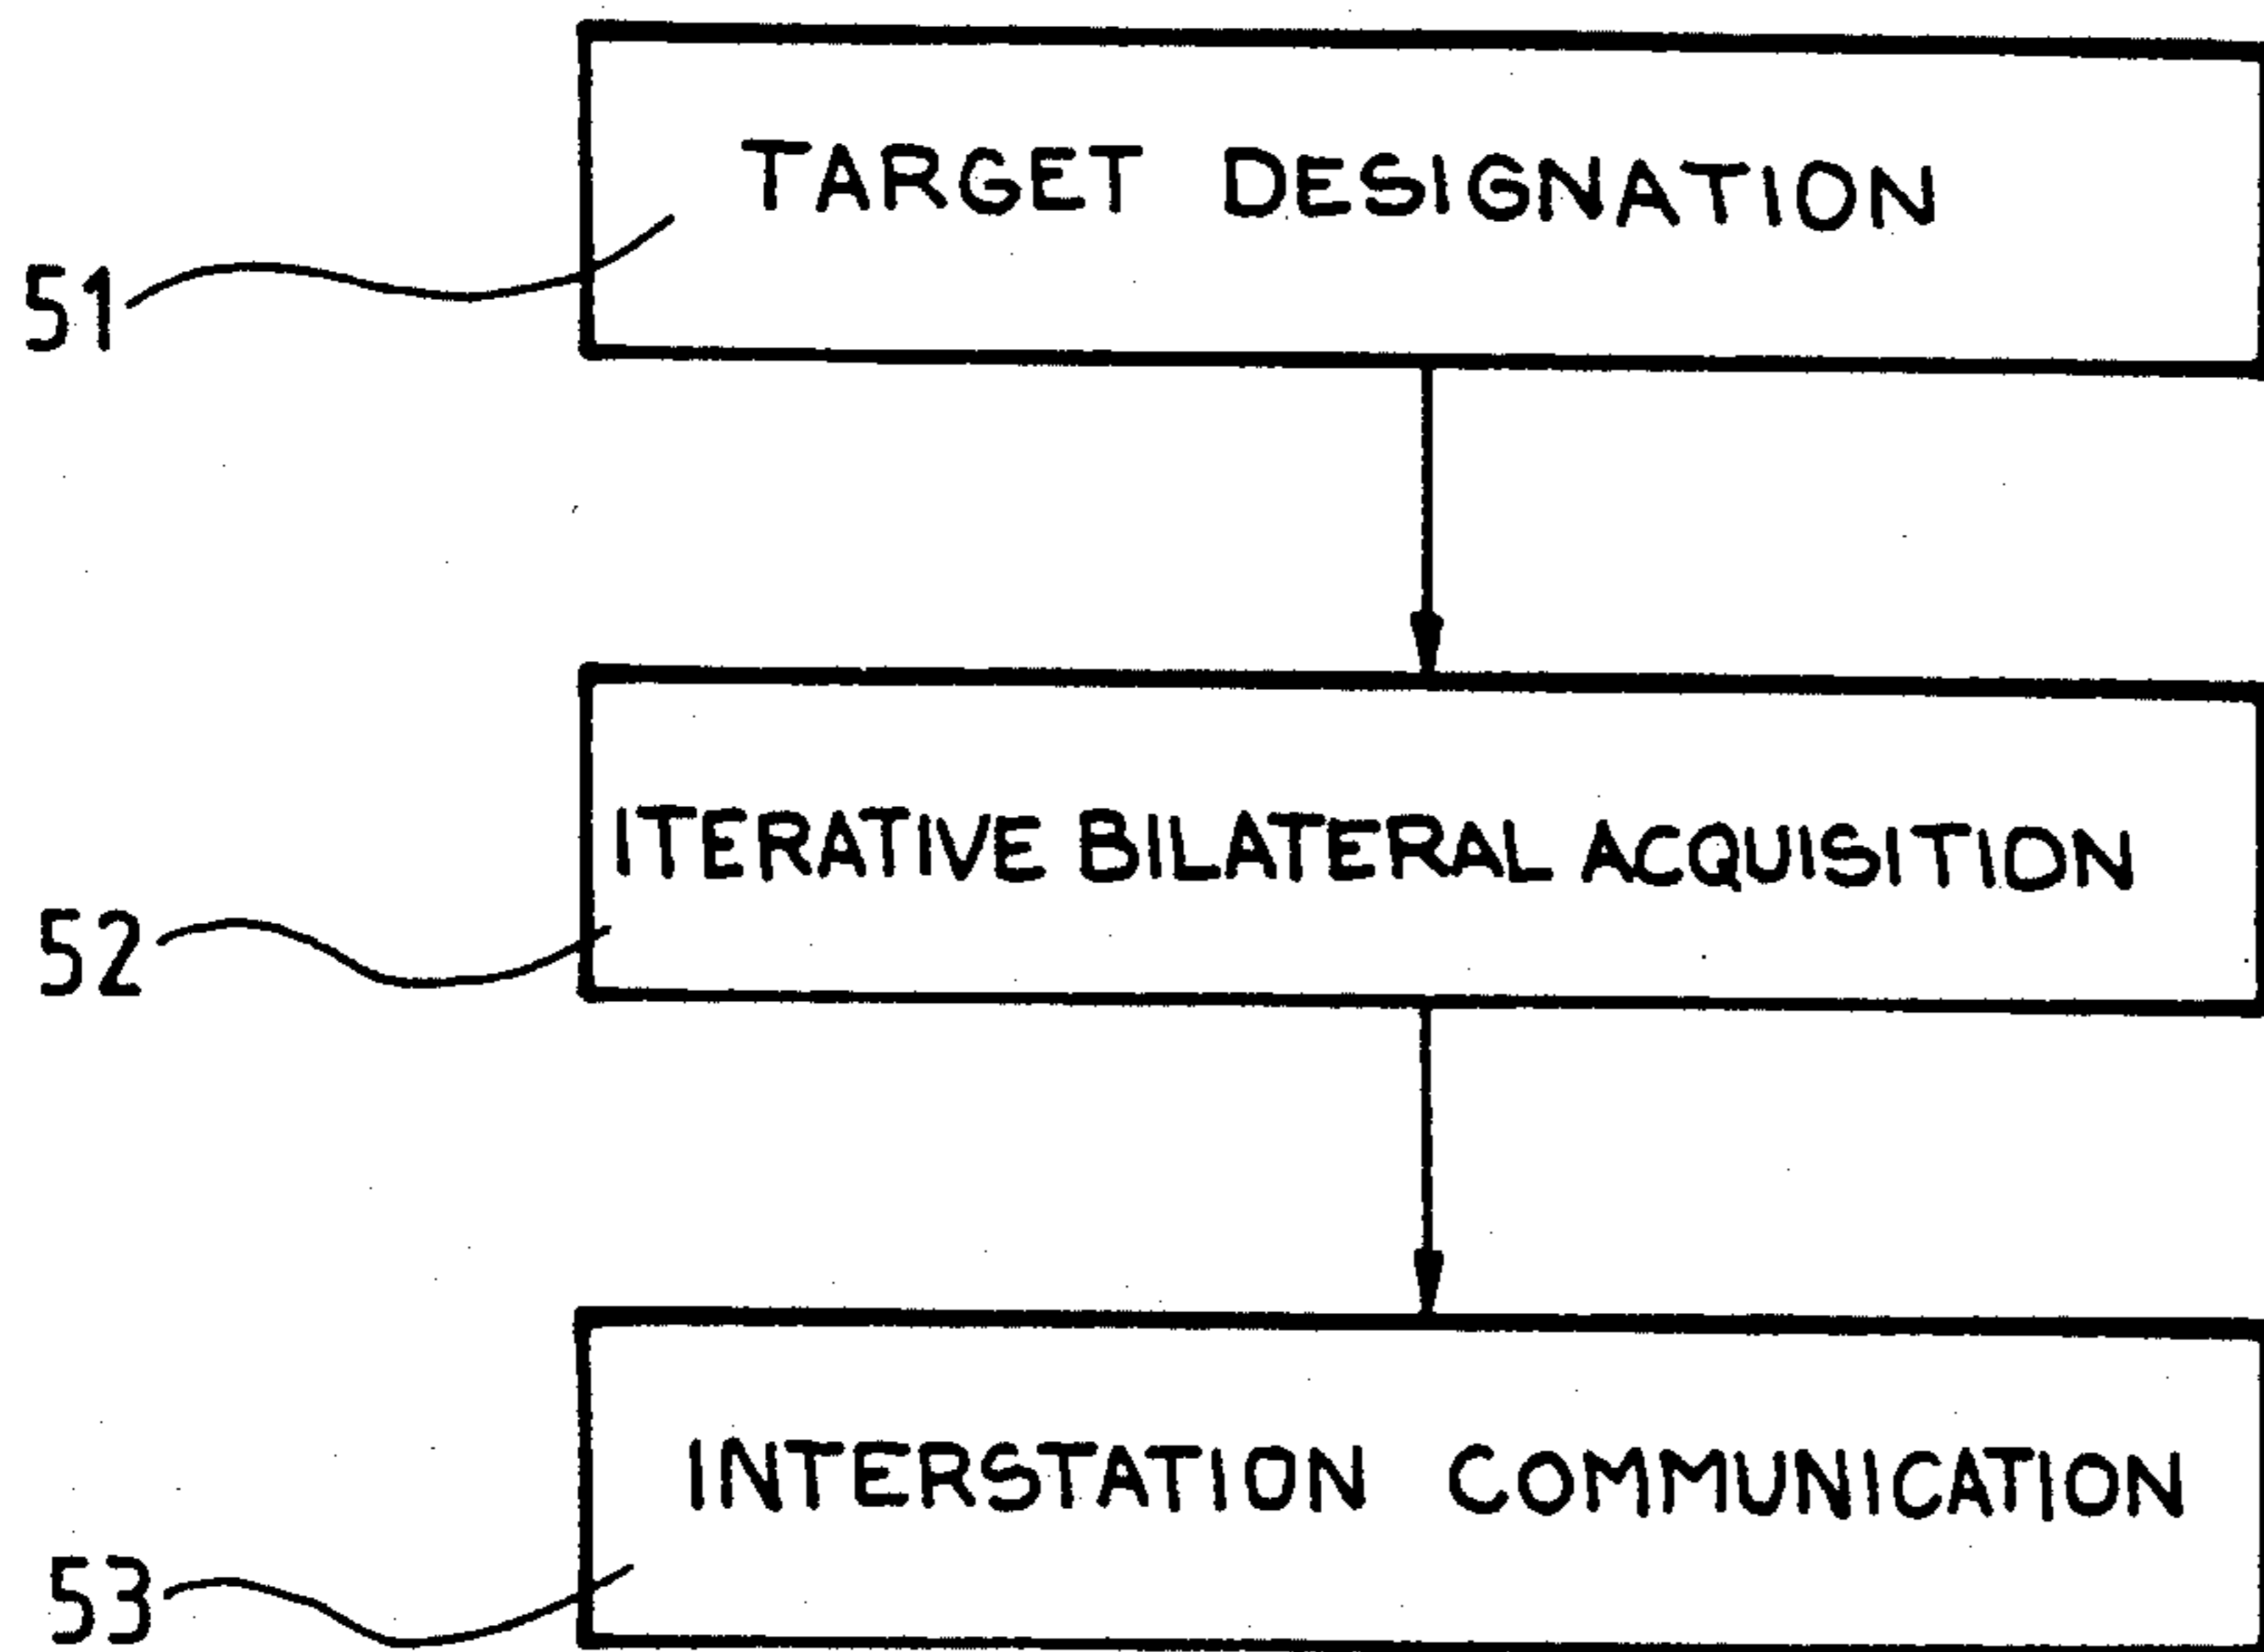 TARGET DESIGNATION
51
ITERATIVE BILATERAL ACQUISITION
52
INTERSTATION COMMUNICATION
53